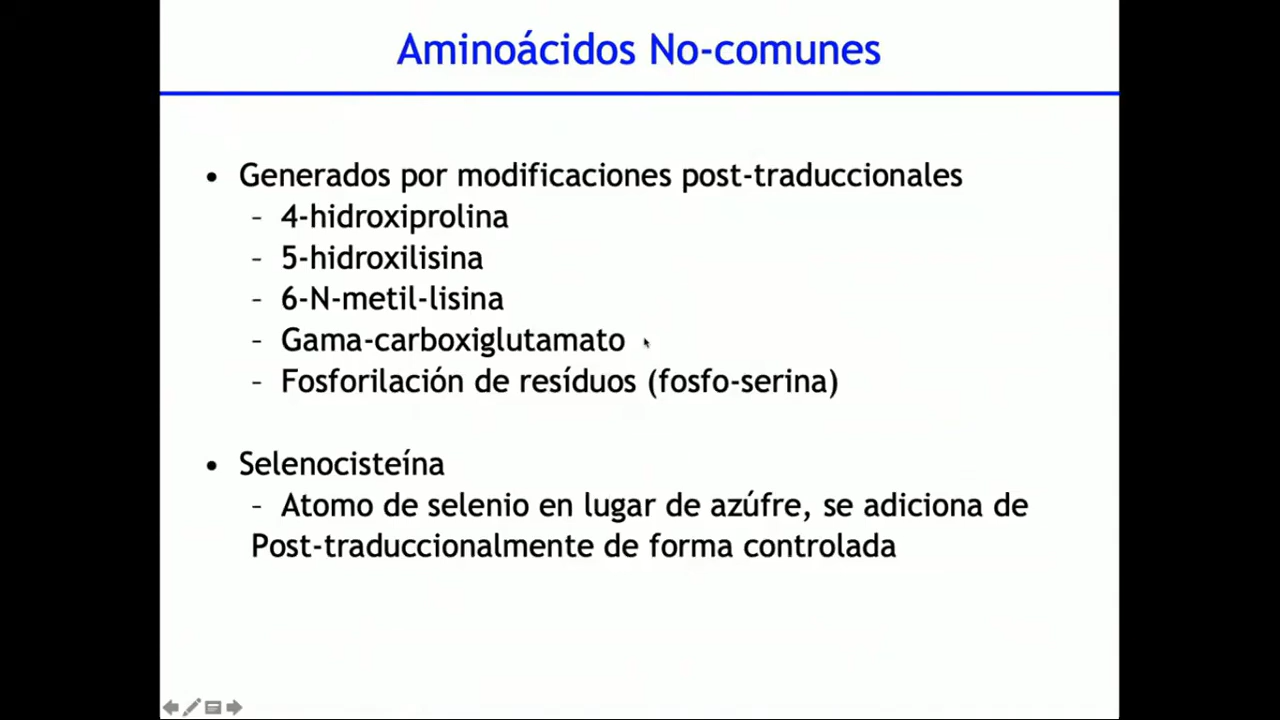 Aminoácidos No-comunes
• Generados por modificaciones post-traduccionales
– 4-hidroxiprolina
– 5-hidroxilisina
– 6-N-metil-lisina
– Gama-carboxiglutamato
– Fosforilación de resíduos (fosfo-serina)
• Selenocisteína
– Atomo de selenio en lugar de azúfre, se adiciona de
Post-traduccionalmente de forma controlada